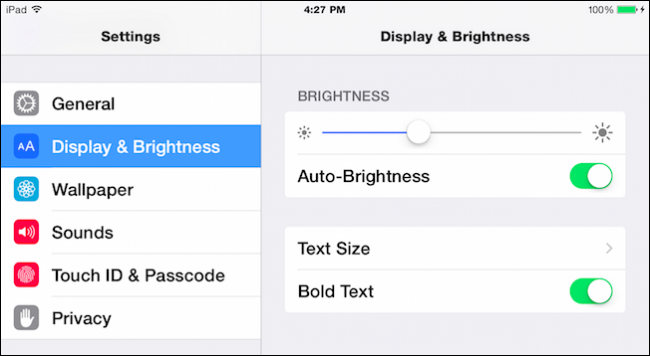 iPad 4:27 PM 100%
Settings
Display & Brightness
General
Display & Brightness
Wallpaper
Sounds
Touch ID & Passcode
Privacy
BRIGHTNESS
Auto-Brightness
Text Size
Bold Text